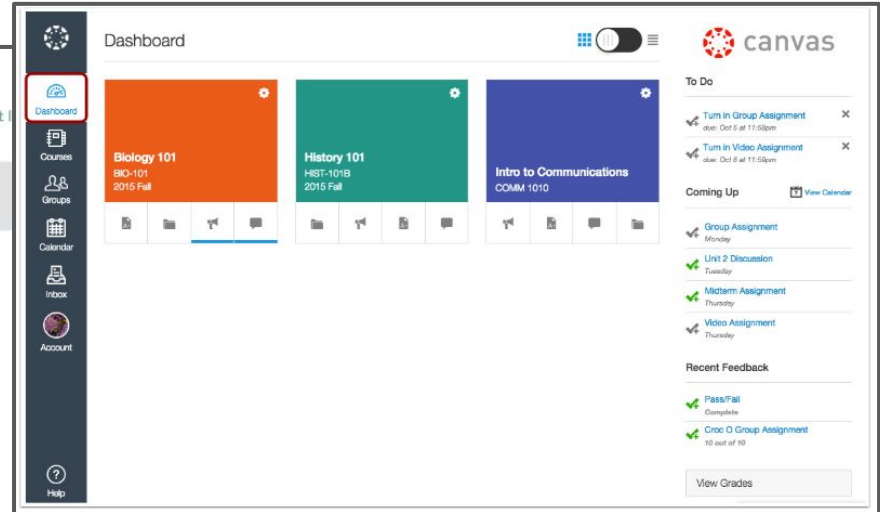 Dashboard
Courses
Groups
Calendar
Inbox
Account
Help
Dashboard
Biology 101
BIO-101
2015 Fall
History 101
HIST-101B
2015 Fall
Intro to Communications
COMM 1010
canvas
To Do
Turn in Group Assignment
due: Oct 5 at 11:59pm
Turn in Video Assignment
due: Oct 8 at 11:59pm
Coming Up
View Calendar
Group Assignment
Monday
Unit 2 Discussion
Tuesday
Midterm Assignment
Thursday
Video Assignment
Thursday
Recent Feedback
Pass/Fail
Complete
Croc O Group Assignment
10 out of 10
View Grades